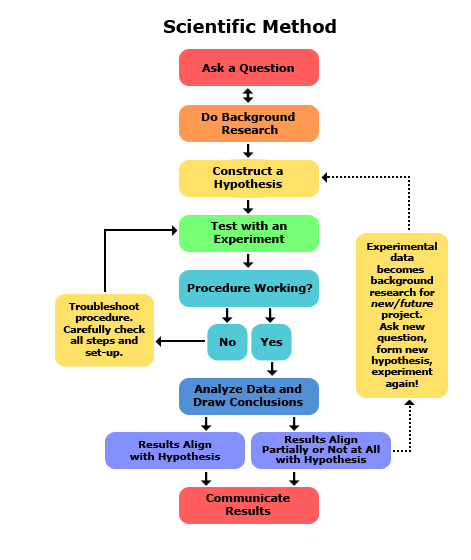 Scientific Method
Ask a Question
Do Background
Research
Construct a
Hypothesis
Test with an
Experiment
Procedure Working?
No
Yes
Troubleshoot
procedure.
Carefully check
all steps and
set-up.
Analyze Data and
Draw Conclusions
Results Align
with Hypothesis
Results Align
Partially or Not at All
with Hypothesis
Experimental
data
becomes
background
research for
new/future
project.
Ask new
question,
form new
hypothesis,
experiment
again!
Communicate
Results